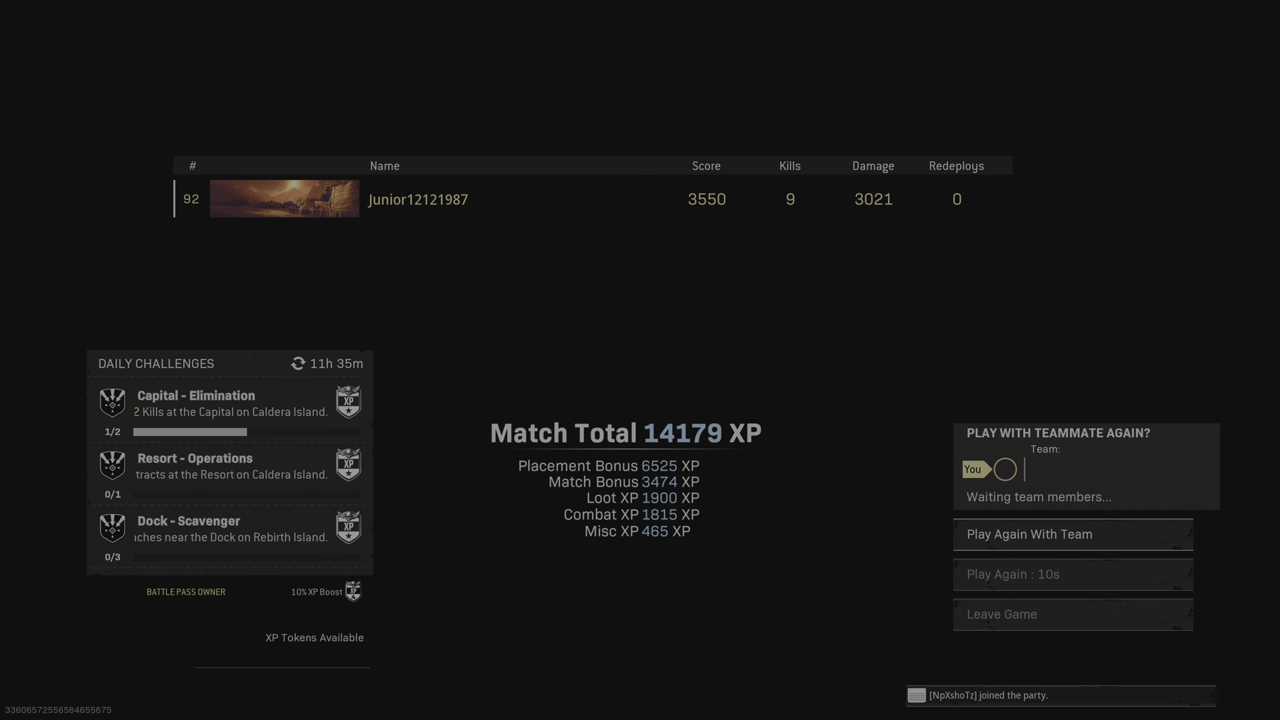 # Name Score Kills Damage Redeploys
92 Junior12121987 3550 9 3021 0
DAILY CHALLENGES 11h 35m
Capital - Elimination
2 Kills at the Capital on Caldera Island.
XP
1/2
Resort - Operations
tracts at the Resort on Caldera Island.
XP
0/1
Dock - Scavenger
ches near the Dock on Rebirth Island.
XP
0/3
BATTLE PASS OWNER 10% XP Boost
XP Tokens Available
Match Total 14179 XP
Placement Bonus 6525 XP
Match Bonus 3474 XP
Loot XP 1900 XP
Combat XP 1815 XP
Misc XP 465 XP
PLAY WITH TEAMMATE AGAIN?
Team:
You
Waiting team members...
Play Again With Team
Play Again : 10s
Leave Game
[NpXshoTz] joined the party.
33606572556584655675